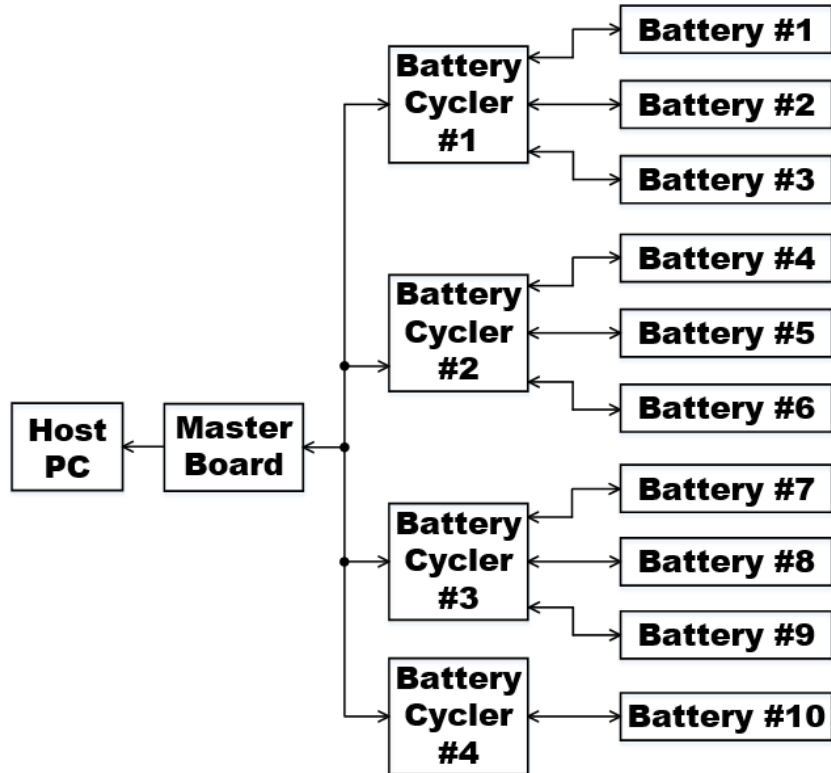 Battery
Cycler
#1
Battery #1
Battery #2
Battery #3
Battery
Cycler
#2
Battery #4
Battery #5
Battery #6
Host
PC
Master
Board
Battery
Cycler
#3
Battery #7
Battery #8
Battery #9
Battery
Cycler
#4
Battery #10